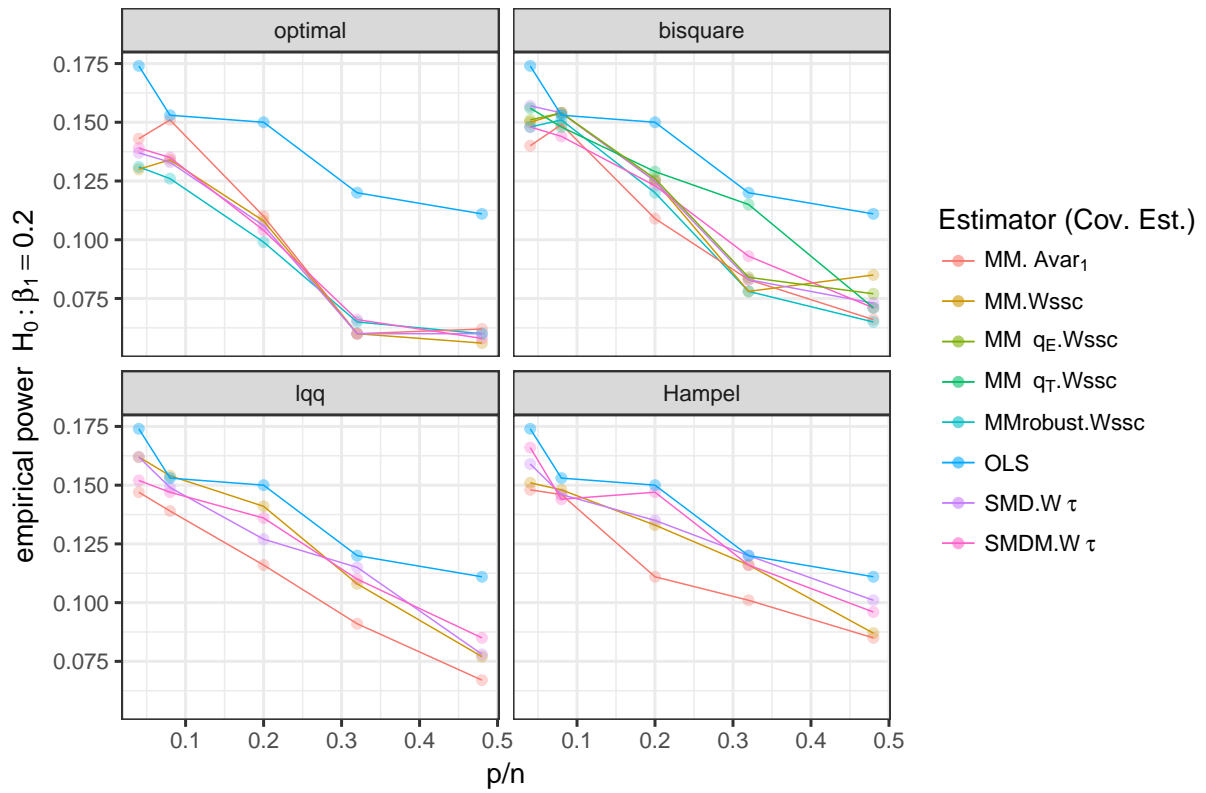 optimal
bisquare
0.175
0.150
0.125
0.100
0.075
lqq
Hampel
0.175
0.150
0.125
0.100
0.075
0.1 0.2 0.3 0.4 0.5
0.1 0.2 0.3 0.4 0.5
p/n
empirical power H0 : β1 = 0.2
Estimator (Cov. Est.)
MM. Avar1
MM.Wssc
MM qE.Wssc
MM qT.Wssc
MMrobust.Wssc
OLS
SMD.W τ
SMDM.W τ